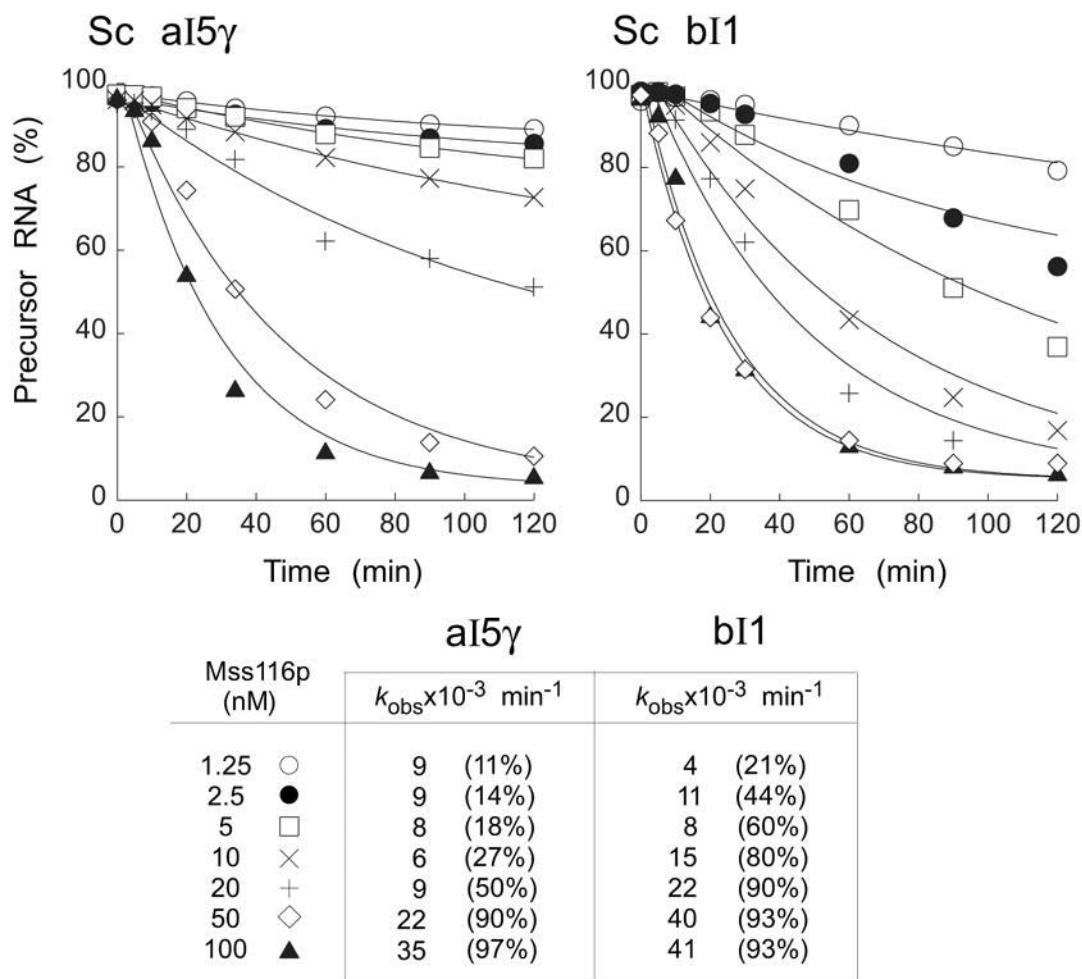 Sc aI5γ
Sc bI1
Precursor RNA (%)
100
80
60
40
20
0
0 20 40 60 80 100 120
Time (min)
100
80
60
40
20
0
0 20 40 60 80 100 120
Time (min)
aI5γ bI1
Mss116p (nM) kobsx10-3 min-1 kobsx10-3 min-1
1.25 9 (11%) 4 (21%)
2.5 9 (14%) 11 (44%)
5 8 (18%) 8 (60%)
10 6 (27%) 15 (80%)
20 9 (50%) 22 (90%)
50 22 (90%) 40 (93%)
100 35 (97%) 41 (93%)